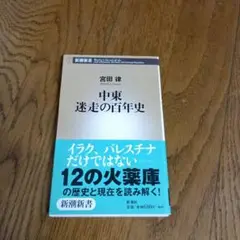 新潮新書
宮田 律
中東
迷走の百年史
イラク、パレスチナ
だけではない――
12の火薬庫
の歴史と現在を読み解く!
新潮新書